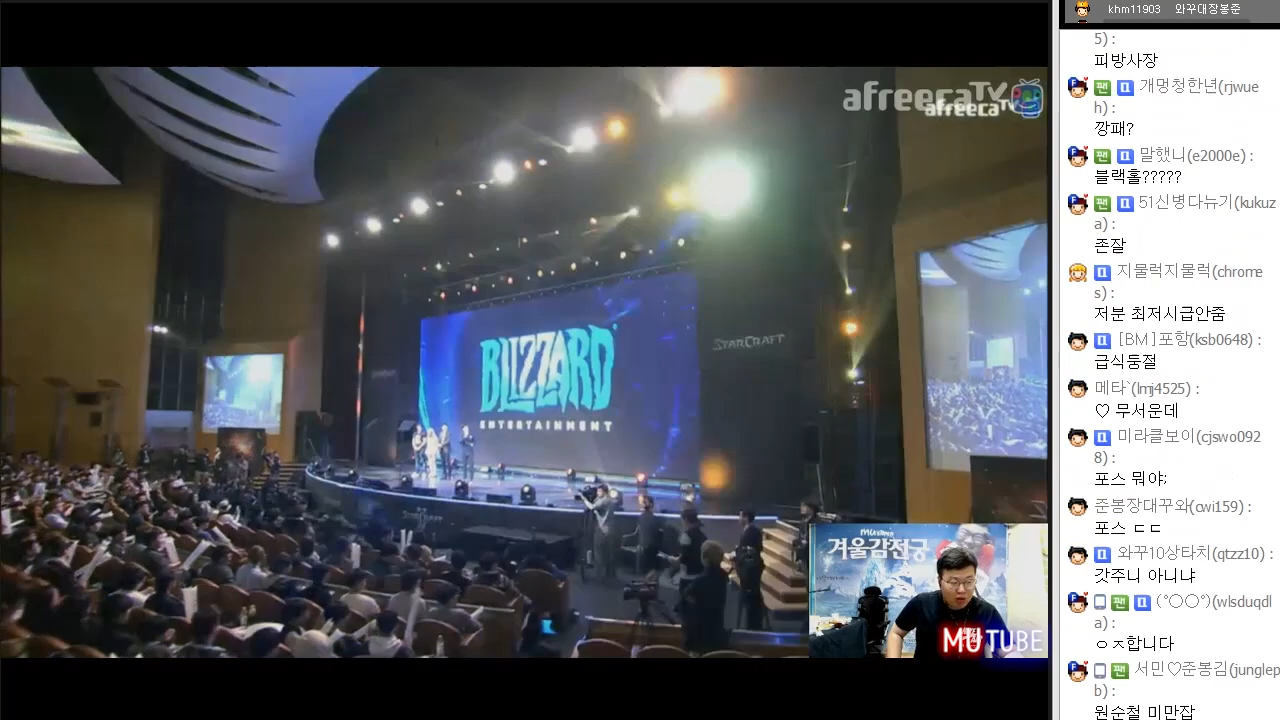 khm11903 와꾸대장봉준
5) :
피방사장
afreecaTV
afreecaTV
개멍청한년(rjwue
h) :
깡패?
말했니(e2000e) :
블랙홀?????
51신병다뉴기(kukuz
a) :
존잘
지물럭지물럭(chrome
s) :
저분 최저시급안줌
[BM]포항(ksb0648) :
급식동절
메타`(lmj4525) :
♡ 무서운데
미라클보이(cjswo092
8) :
포스 뭐야;
준봉장대꾸와(cwi159) :
포스 ㄷㄷ
와꾸10상타치(qtzz10) :
갓주니 아니냐
(°〇〇°)(wlsduqdl
a) :
ㅇㅈ합니다
서민♡준봉김(junglep
b) :
원순철 미만잡
STARCRAFT
BLIZZARD
ENTERTAINMENT
STARCRAFT
겨울감전궁
MUTUBE